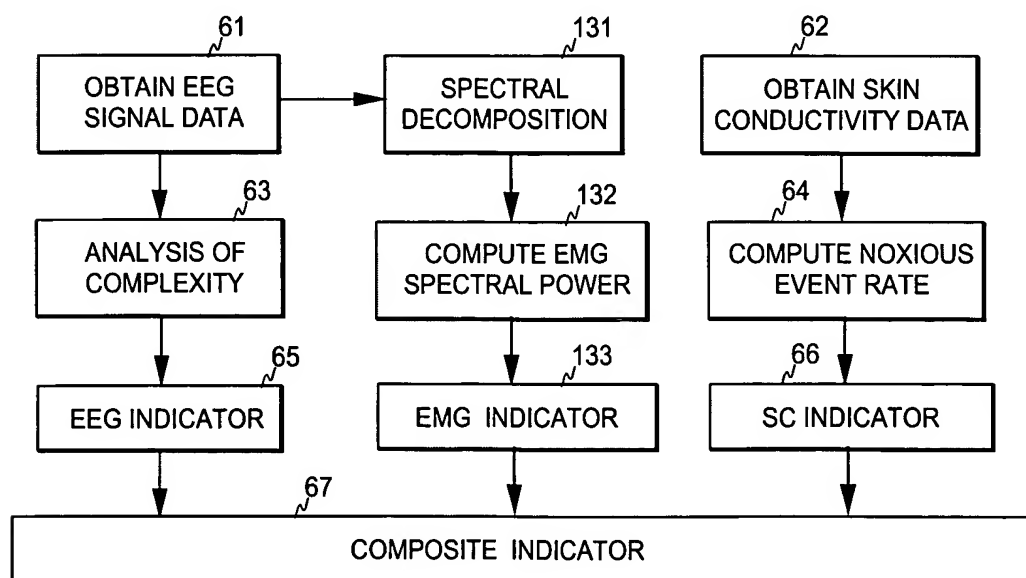 61
OBTAIN EEG
SIGNAL DATA
131
SPECTRAL
DECOMPOSITION
62
OBTAIN SKIN
CONDUCTIVITY DATA
63
ANALYSIS OF
COMPLEXITY
132
COMPUTE EMG
SPECTRAL POWER
64
COMPUTE NOXIOUS
EVENT RATE
65
EEG INDICATOR
133
EMG INDICATOR
66
SC INDICATOR
67
COMPOSITE INDICATOR